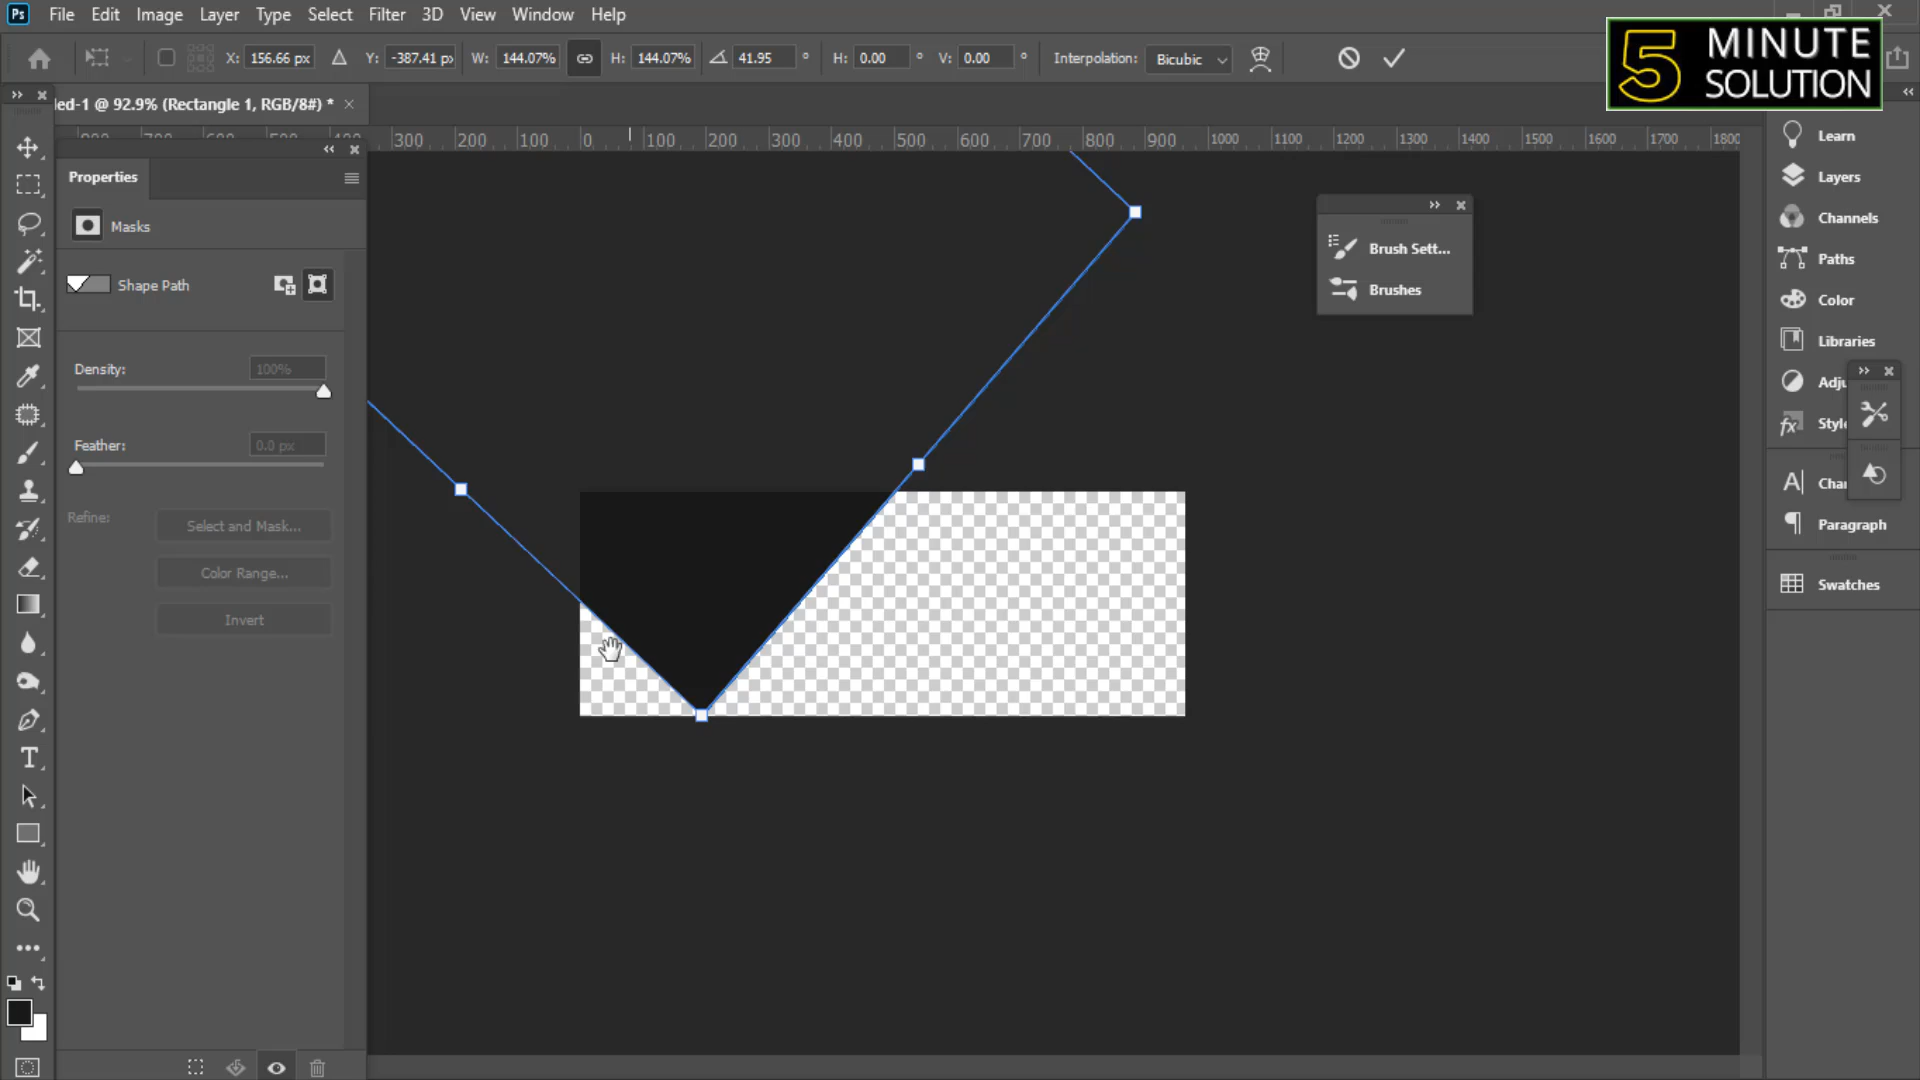 Ps File Edit Image Layer Type Select Filter 3D View Window Help
X: 156.66 px Y: -387.41 px W: 144.07% H: 144.07% 41.95 ° H: 0.00 ° V: 0.00 ° Interpolation: Bicubic
5 MINUTE SOLUTION
led-1 @ 92.9% (Rectangle 1, RGB/8#) *
300 200 100 0 100 200 300 400 500 600 700 800 900 1000 1100 1200 1300 1400 1500 1600 1700 1800
Properties
Masks
Shape Path
Density: 100%
Feather: 0.0 px
Refine: Select and Mask...
Color Range...
Invert
Brush Sett...
Brushes
Learn
Layers
Channels
Paths
Color
Libraries
Adju
Style
Char
Paragraph
Swatches